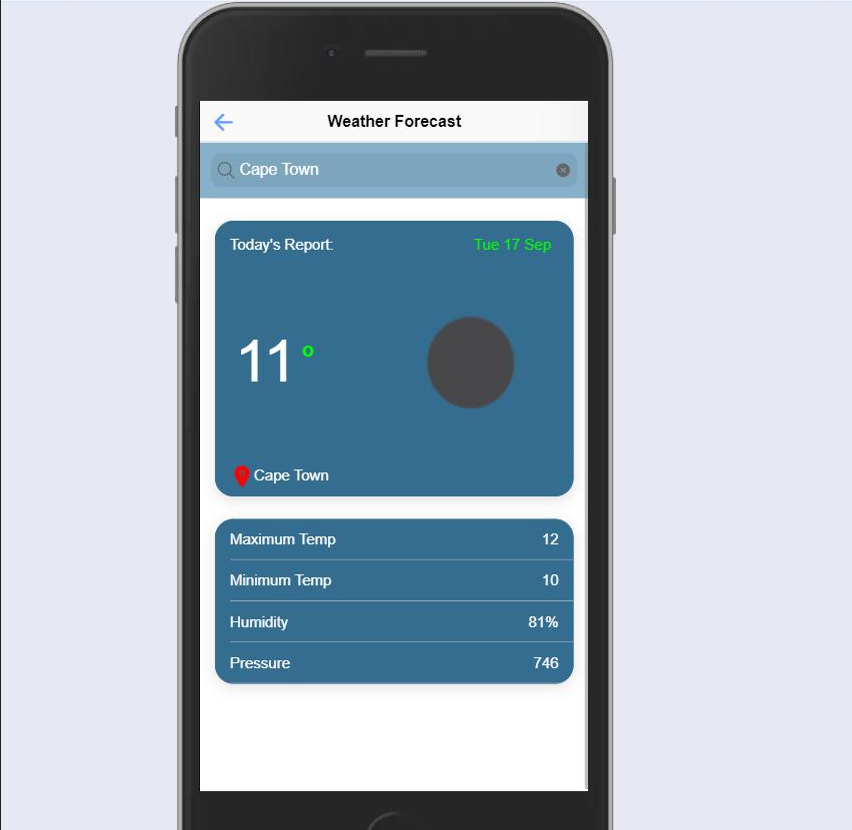 Weather Forecast
Cape Town
Today's Report: Tue 17 Sep
11 °
Cape Town
Maximum Temp 12
Minimum Temp 10
Humidity 81%
Pressure 746